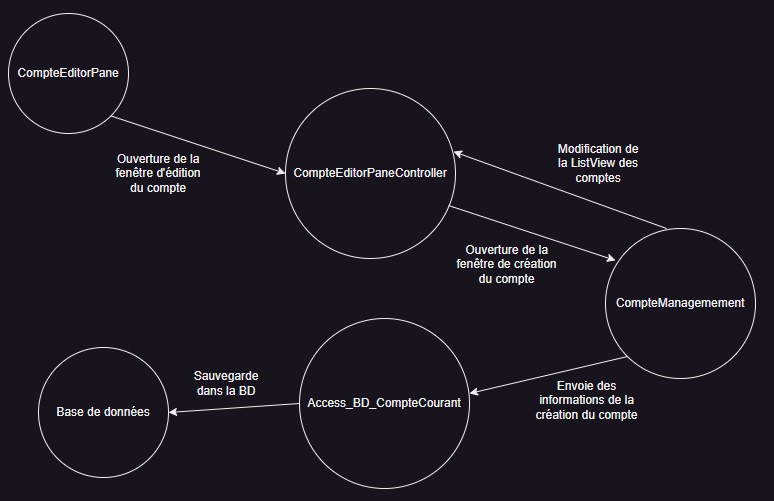 CompteEditorPane
Ouverture de la
fenêtre d'édition
du compte
CompteEditorPaneController
Modification de
la ListView des
comptes
Ouverture de la
fenêtre de création
du compte
CompteManagemement
Envoie des
informations de la
création du compte
Access_BD_CompteCourant
Sauvegarde
dans la BD
Base de données